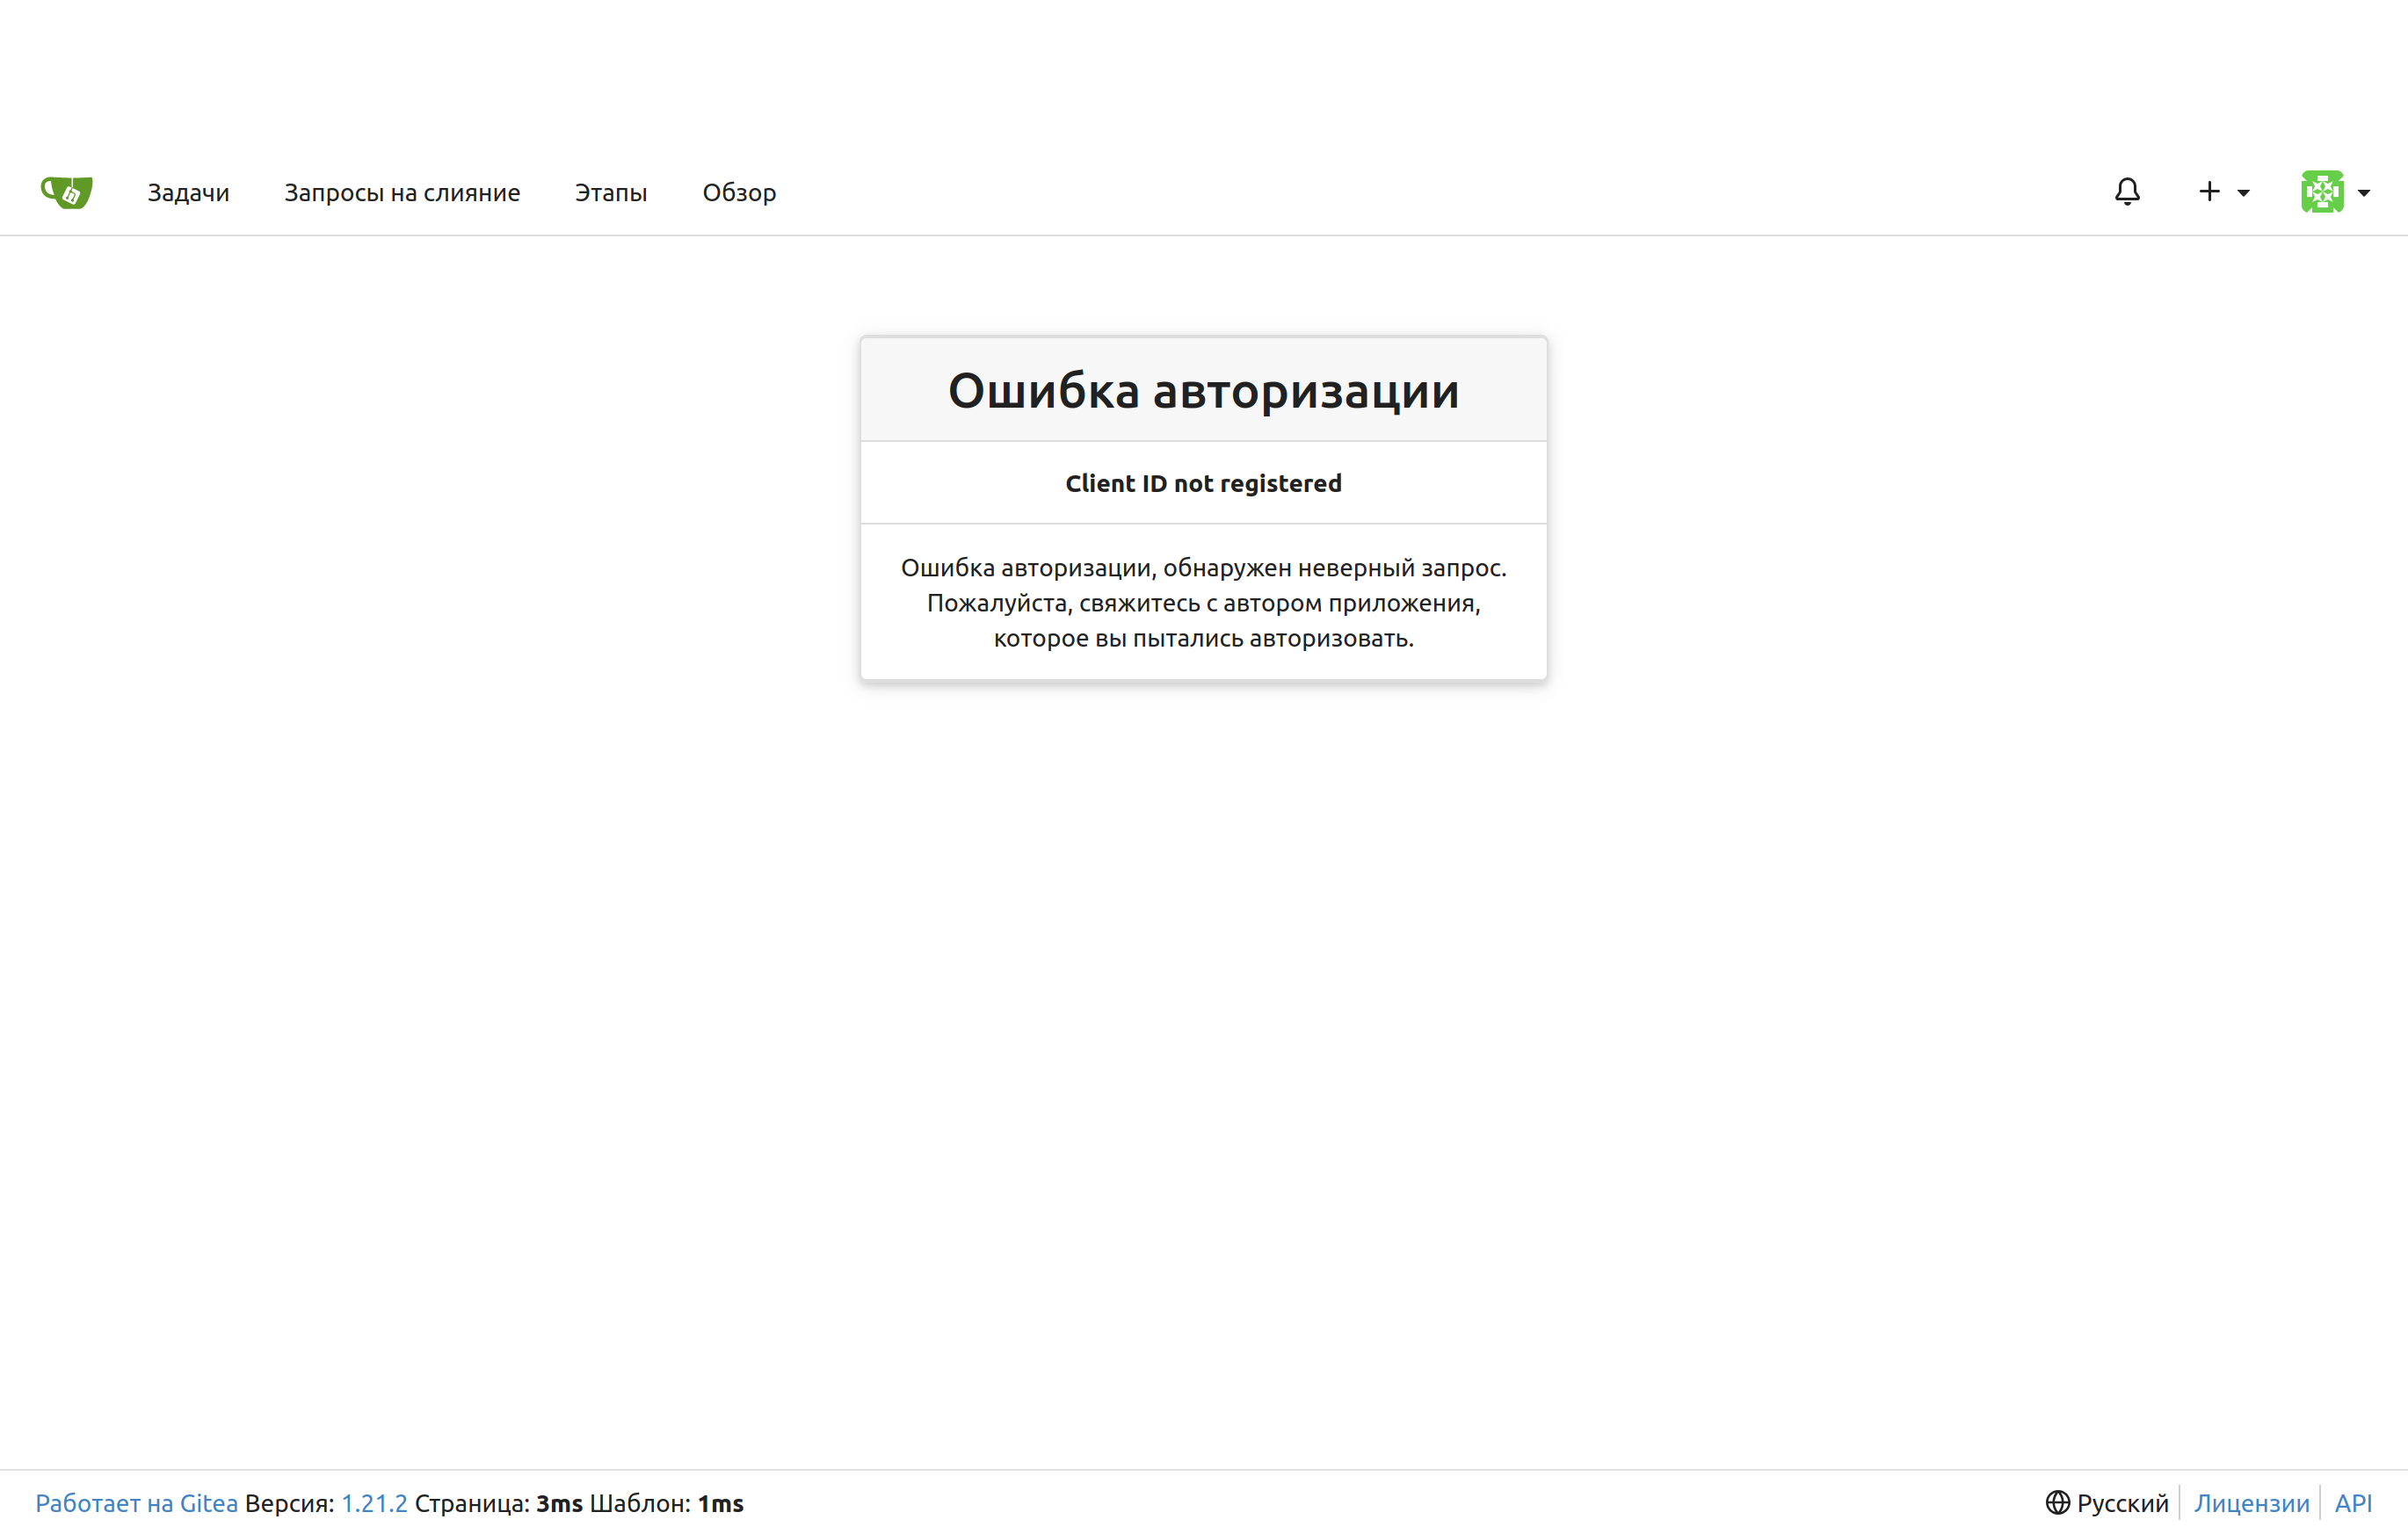 Задачи Запросы на слияние Этапы Обзор
Ошибка авторизации
Client ID not registered
Ошибка авторизации, обнаружен неверный запрос.
Пожалуйста, свяжитесь с автором приложения,
которое вы пытались авторизовать.
Работает на Gitea Версия: 1.21.2 Страница: 3ms Шаблон: 1ms Русский Лицензии API